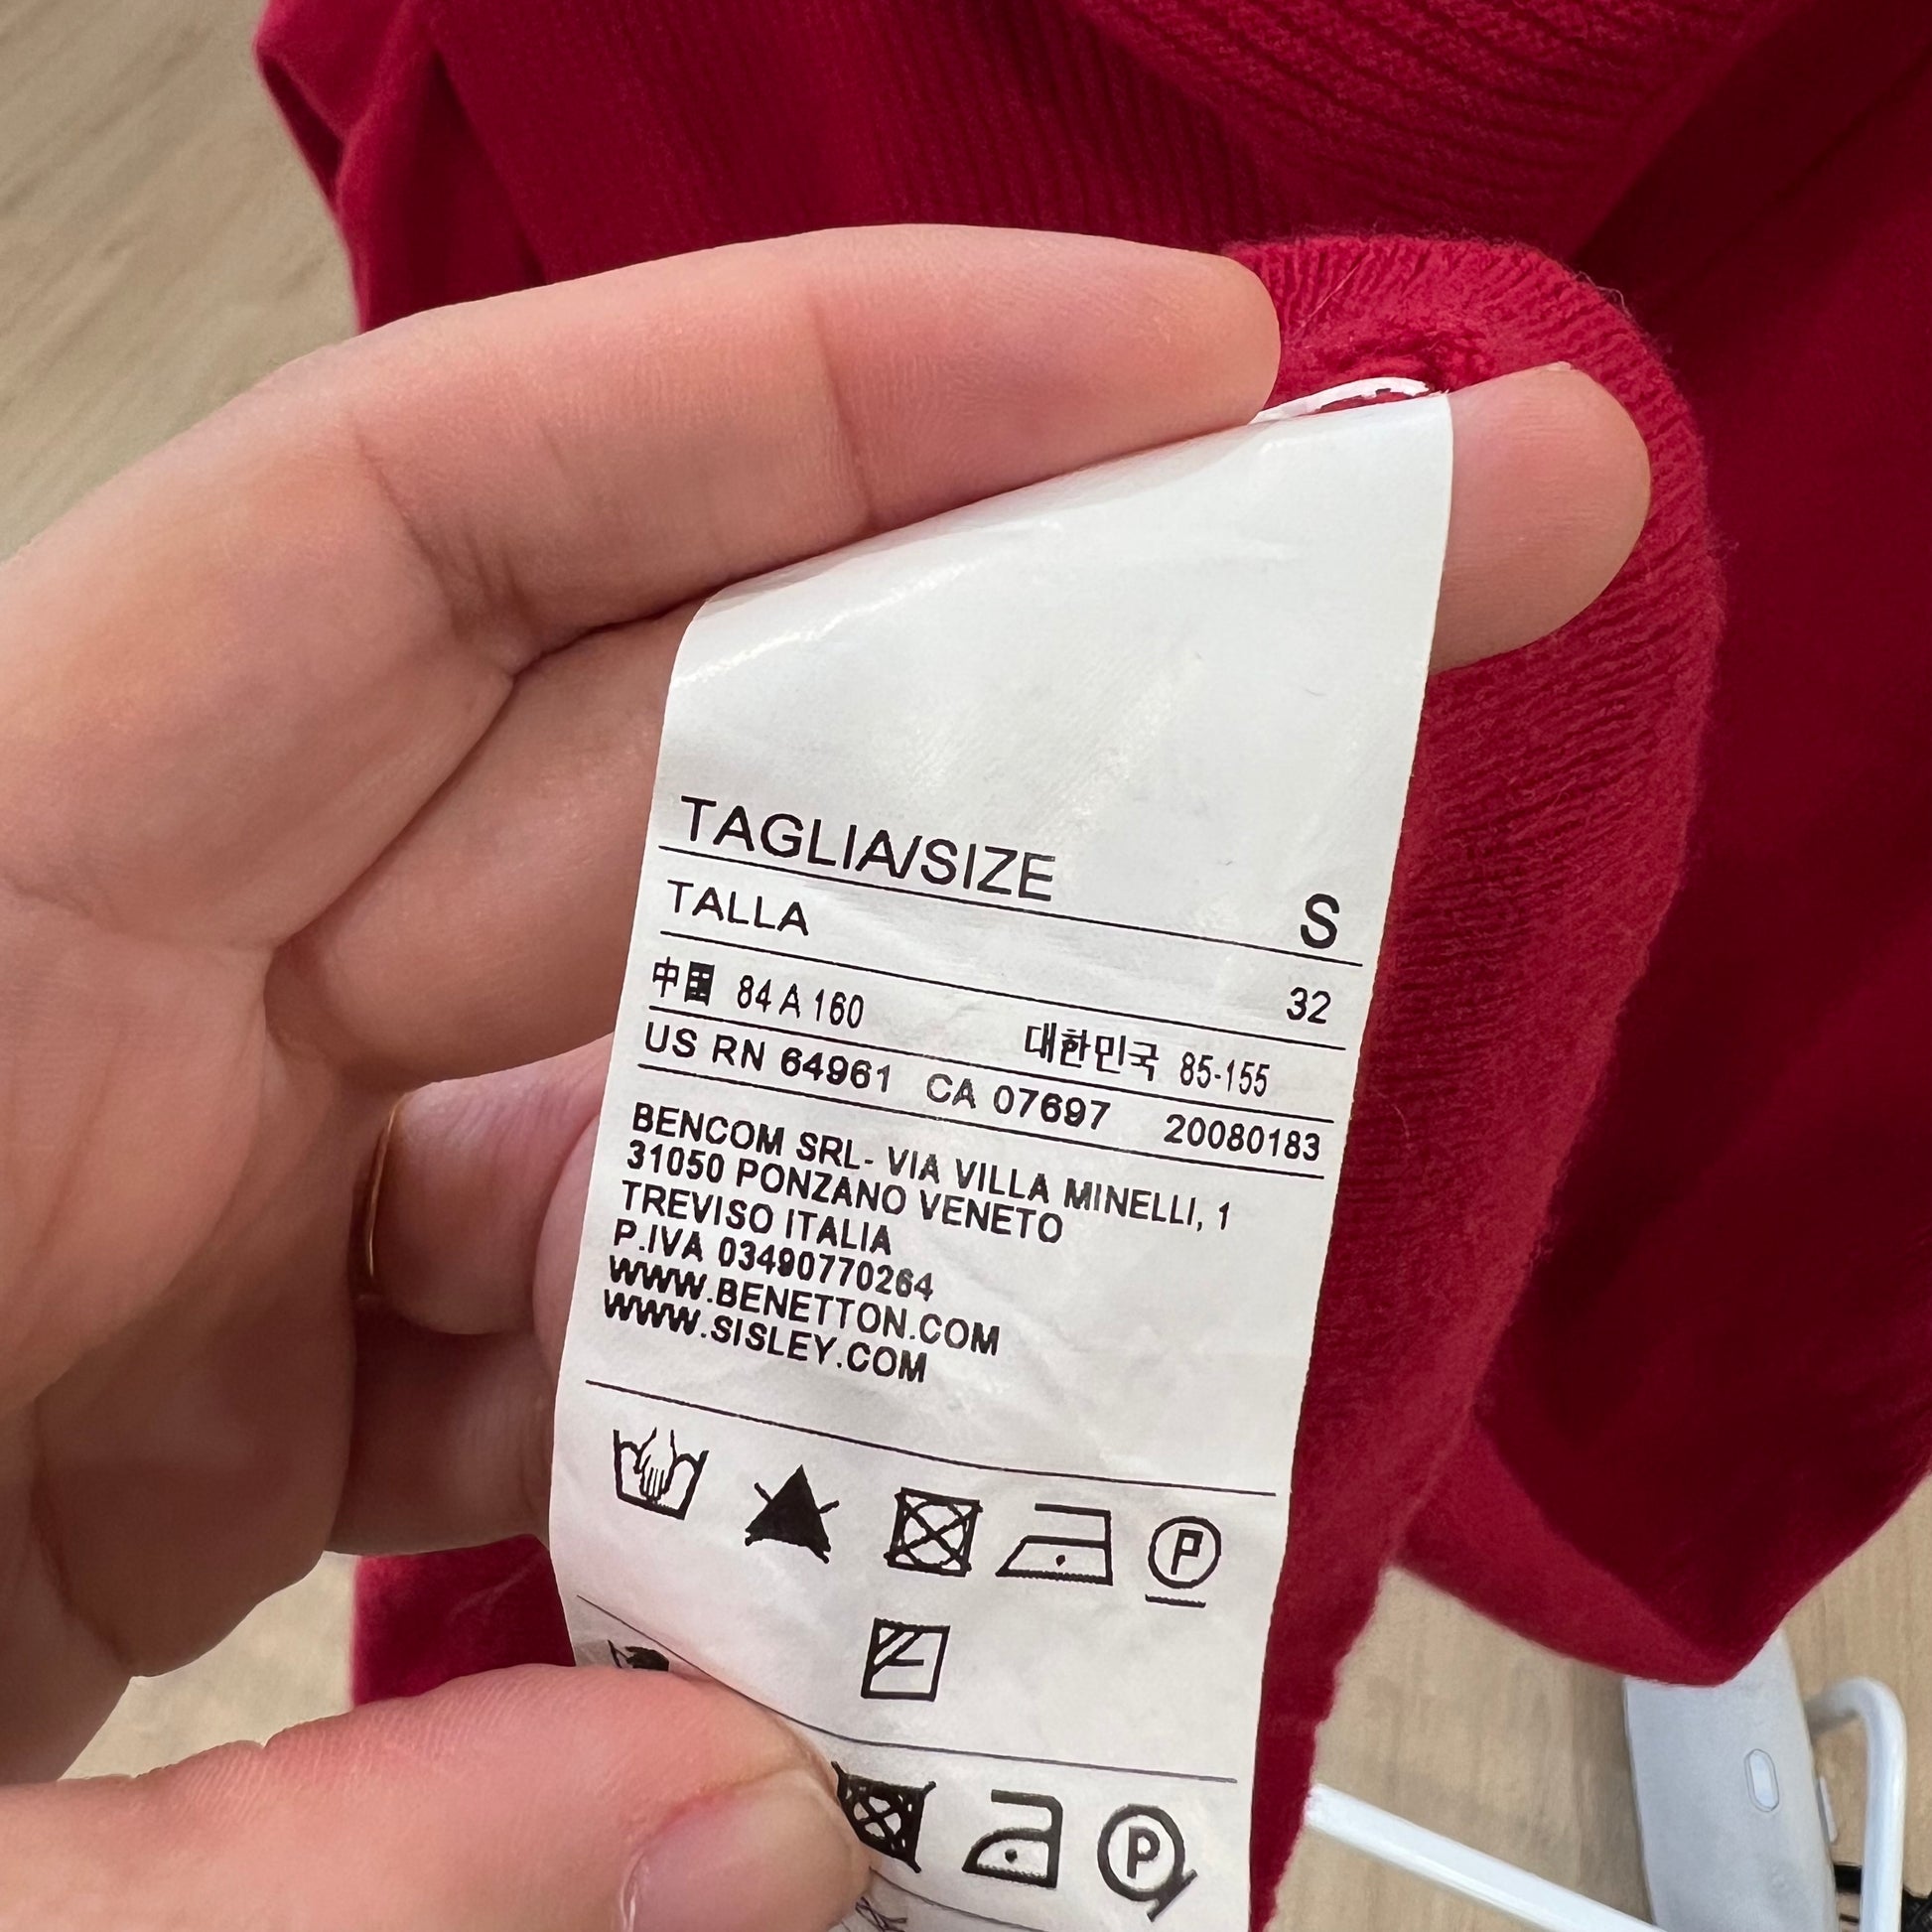 TAGLIA/SIZE S
TALLA 32
中国 84 A 160 대한민국 85-155
US RN 64961 CA 07697 20080183
BENCOM SRL- VIA VILLA MINELLI, 1
31050 PONZANO VENETO
TREVISO ITALIA
P.IVA 03490770264
WWW.BENETTON.COM
WWW.SISLEY.COM
P
P